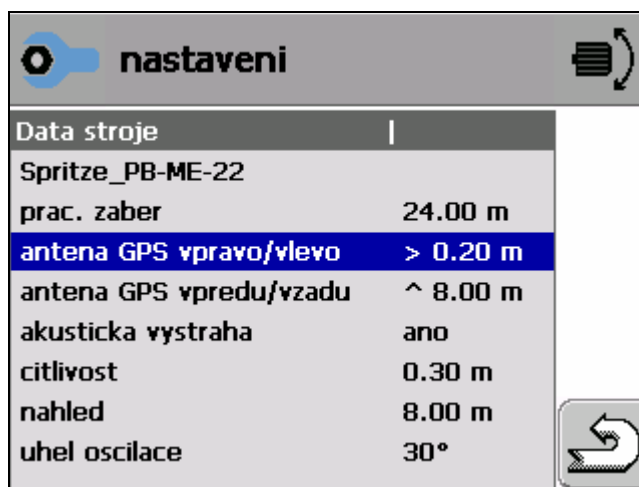 nastaveni
Data stroje
Spritze_PB-ME-22
prac. zaber 24.00 m
antena GPS vpravo/vlevo > 0.20 m
antena GPS vpredu/vzadu ^ 8.00 m
akusticka vystraha ano
citlivost 0.30 m
nahled 8.00 m
uhel oscilace 30°